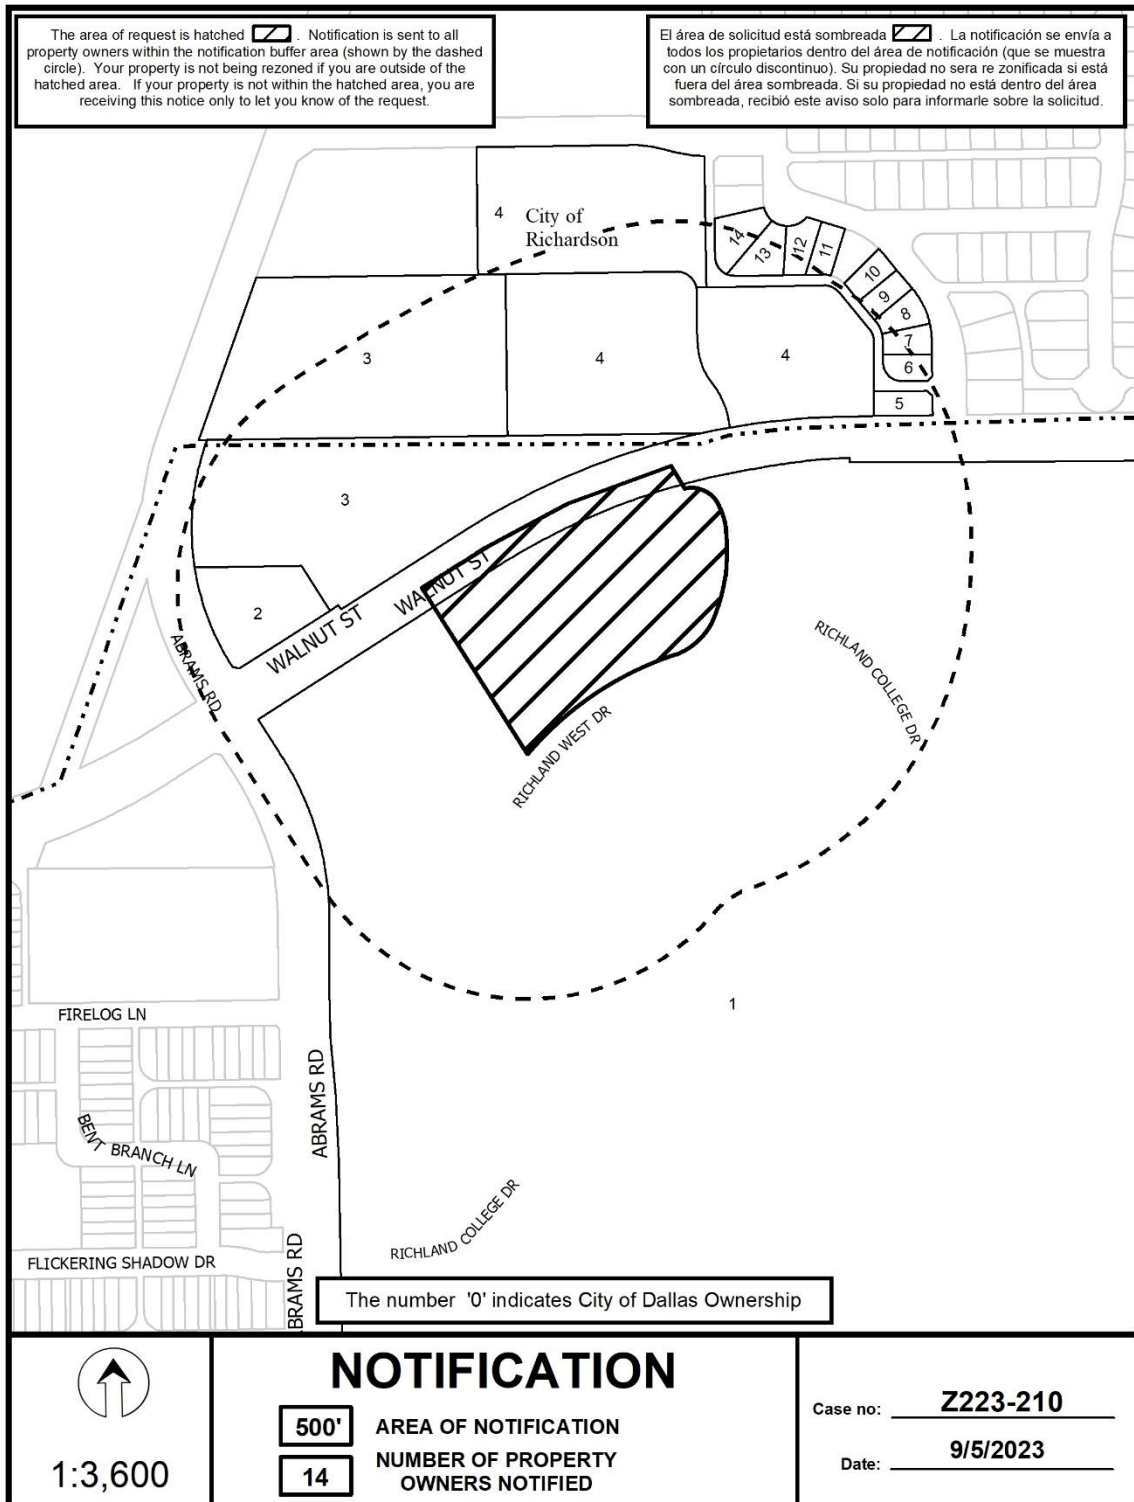 The area of request is hatched . Notification is sent to all
property owners within the notification buffer area (shown by the dashed
circle). Your property is not being rezoned if you are outside of the
hatched area. If your property is not within the hatched area, you are
receiving this notice only to let you know of the request.
El área de solicitud está sombreada . La notificación se envía a
todos los propietarios dentro del área de notificación (que se muestra
con un círculo discontinuo). Su propiedad no sera re zonificada si está
fuera del área sombreada. Si su propiedad no está dentro del área
sombreada, recibió este aviso solo para informarle sobre la solicitud.
4
City of
Richardson
14
13
12
11
10
9
8
7
6
5
3
4
4
3
2
WALNUT ST
WALNUT ST
ABRAMS RD
RICHLAND COLLEGE DR
RICHLAND WEST DR
1
FIRELOG LN
ABRAMS RD
BENT BRANCH LN
RICHLAND COLLEGE DR
FLICKERING SHADOW DR
ABRAMS RD
The number '0' indicates City of Dallas Ownership
1:3,600
NOTIFICATION
500' AREA OF NOTIFICATION
14 NUMBER OF PROPERTY
OWNERS NOTIFIED
Case no: Z223-210
Date: 9/5/2023